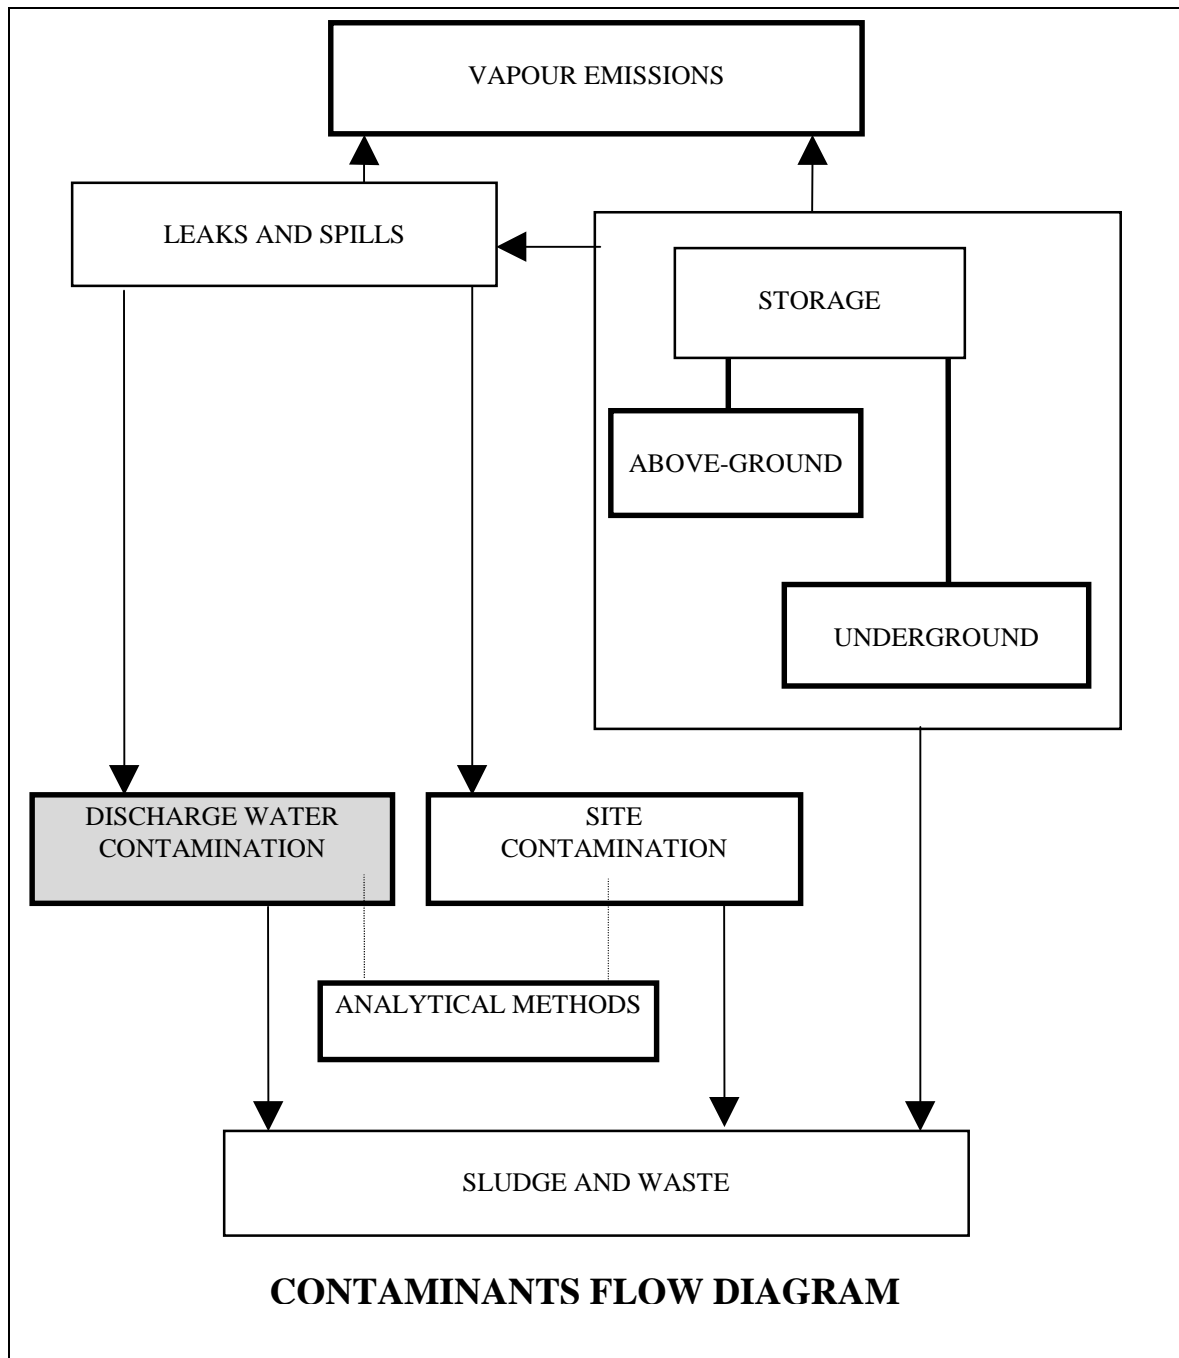 VAPOUR EMISSIONS
LEAKS AND SPILLS
STORAGE
ABOVE-GROUND
UNDERGROUND
DISCHARGE WATER
CONTAMINATION
SITE
CONTAMINATION
ANALYTICAL METHODS
SLUDGE AND WASTE
CONTAMINANTS FLOW DIAGRAM